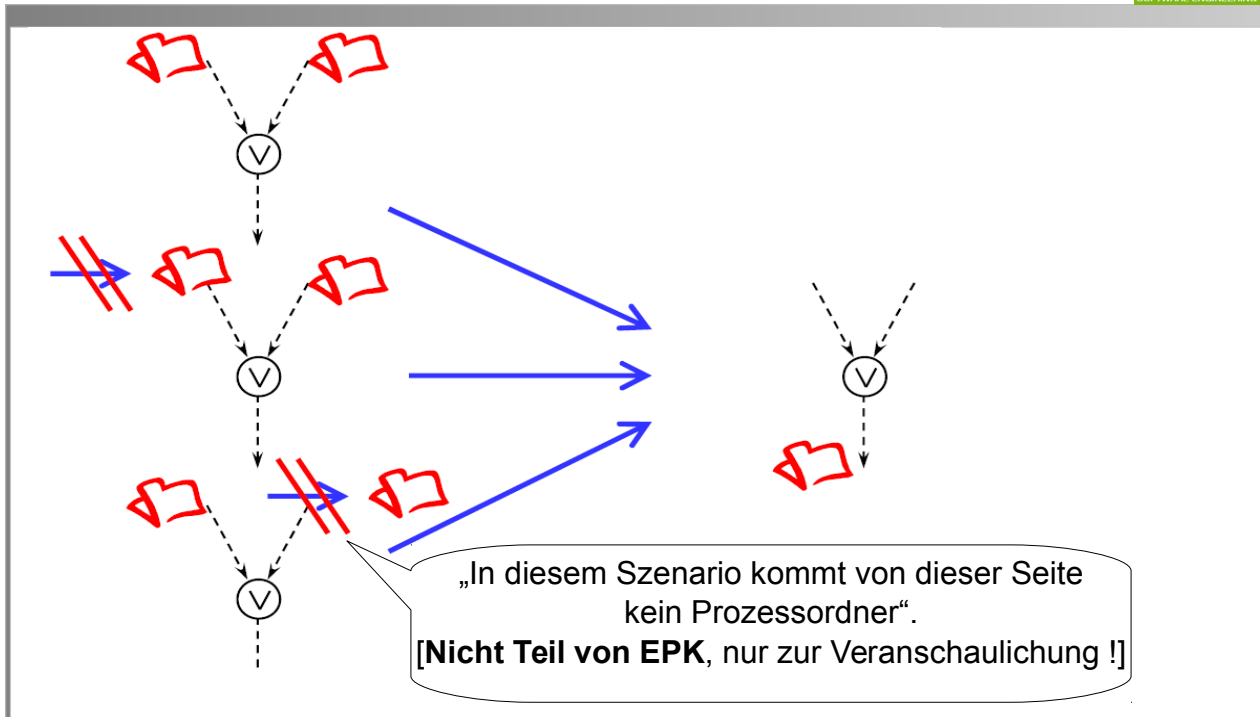 V
V
V
V
„In diesem Szenario kommt von dieser Seite
kein Prozessordner“.
[Nicht Teil von EPK, nur zur Veranschaulichung !]